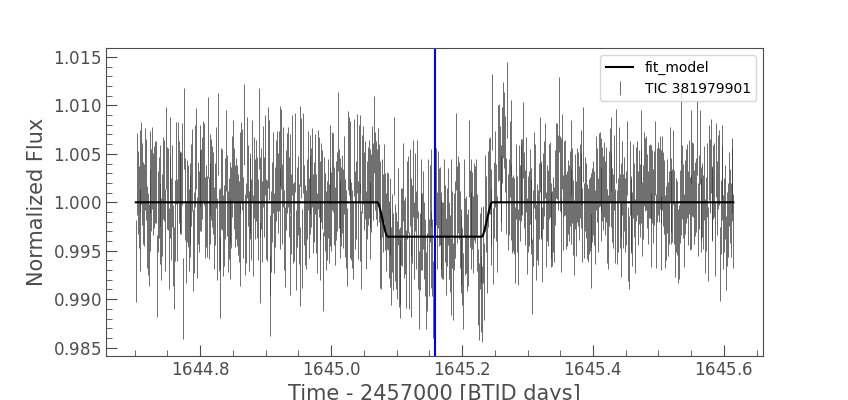 1.015
1.010
1.005
1.000
0.995
0.990
0.985
Normalized Flux
fit_model
TIC 381979901
1644.8 1645.0 1645.2 1645.4 1645.6
Time - 2457000 [BTJD days]